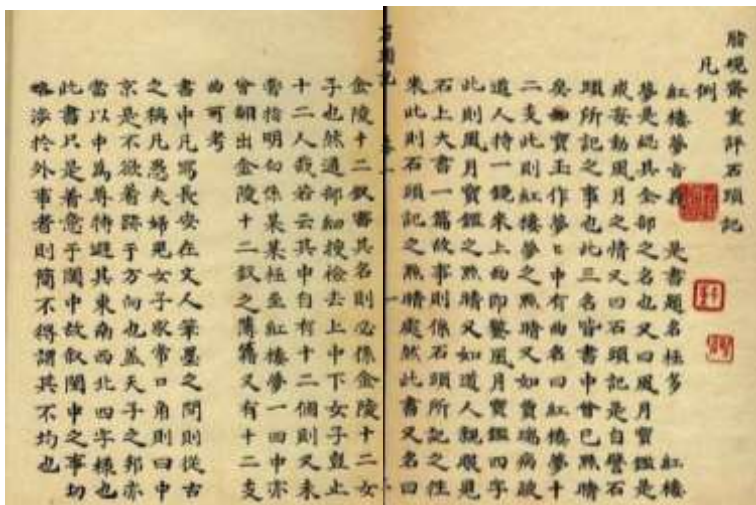 脂硯齋重評石頭記
凡例
紅樓夢旨義 是書題名極多 紅樓
夢是総其全部之名也又曰風月寶鑑是
戒妄動風月之情又曰石頭記是自譬石
頭所記之事也此三名皆書中曾已㸃睛
矣如寶玉作夢〻中有曲名曰紅樓夢十
二支此則紅樓夢之㸃睛又如賈瑞病跛
道人持一鏡來上面即鏨風月寶鑑四字
此則風月寶鑑之㸃睛又如道人親眼見
石上大書一篇故事則係石頭所記之徃
來此則石頭記之㸃睛處然此書又名曰
石頭記 卷一 一
金陵十二釵審其名則必係金陵十二女
子也然通部細搜檢去上中下女子豈止
十二人哉若云其中自有十二個則又未
嘗指明白係某某極至紅樓夢一回中亦
曾翻出金陵十二釵之簿籍又有十二支
曲可考
書中凡寫長安在文人筆墨之間則從古
之稱凡愚夫婦兒女子家常口角則曰中
京是不欲着跡于方向也蓋天子之邦亦
當以中為尊特避其東南西北四字樣也
此書只是着意于閨中故叙閨中之事切
略涉於外事者則簡不得謂其不均也